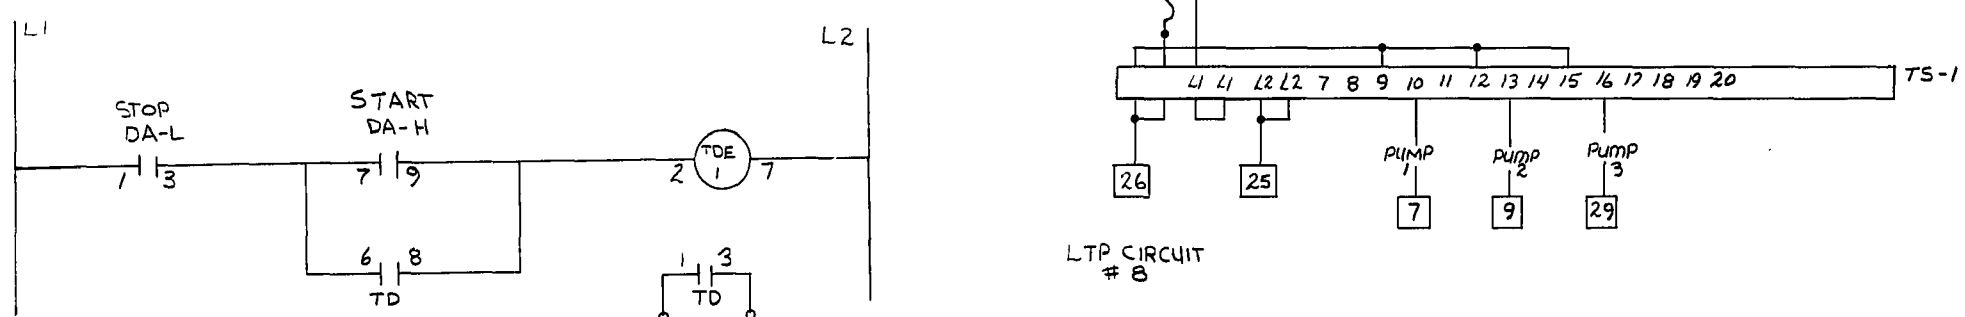 L1
L2
STOP
DA-L
1 3
START
DA-H
7 9
TDE
1
2 7
6 8
TD
1 3
TD
L1 L1 L2 L2 7 8 9 10 11 12 13 14 15 16 17 18 19 20
TS-1
PUMP
1
PUMP
2
PUMP
3
26
25
7
9
29
LTP CIRCUIT
# 8